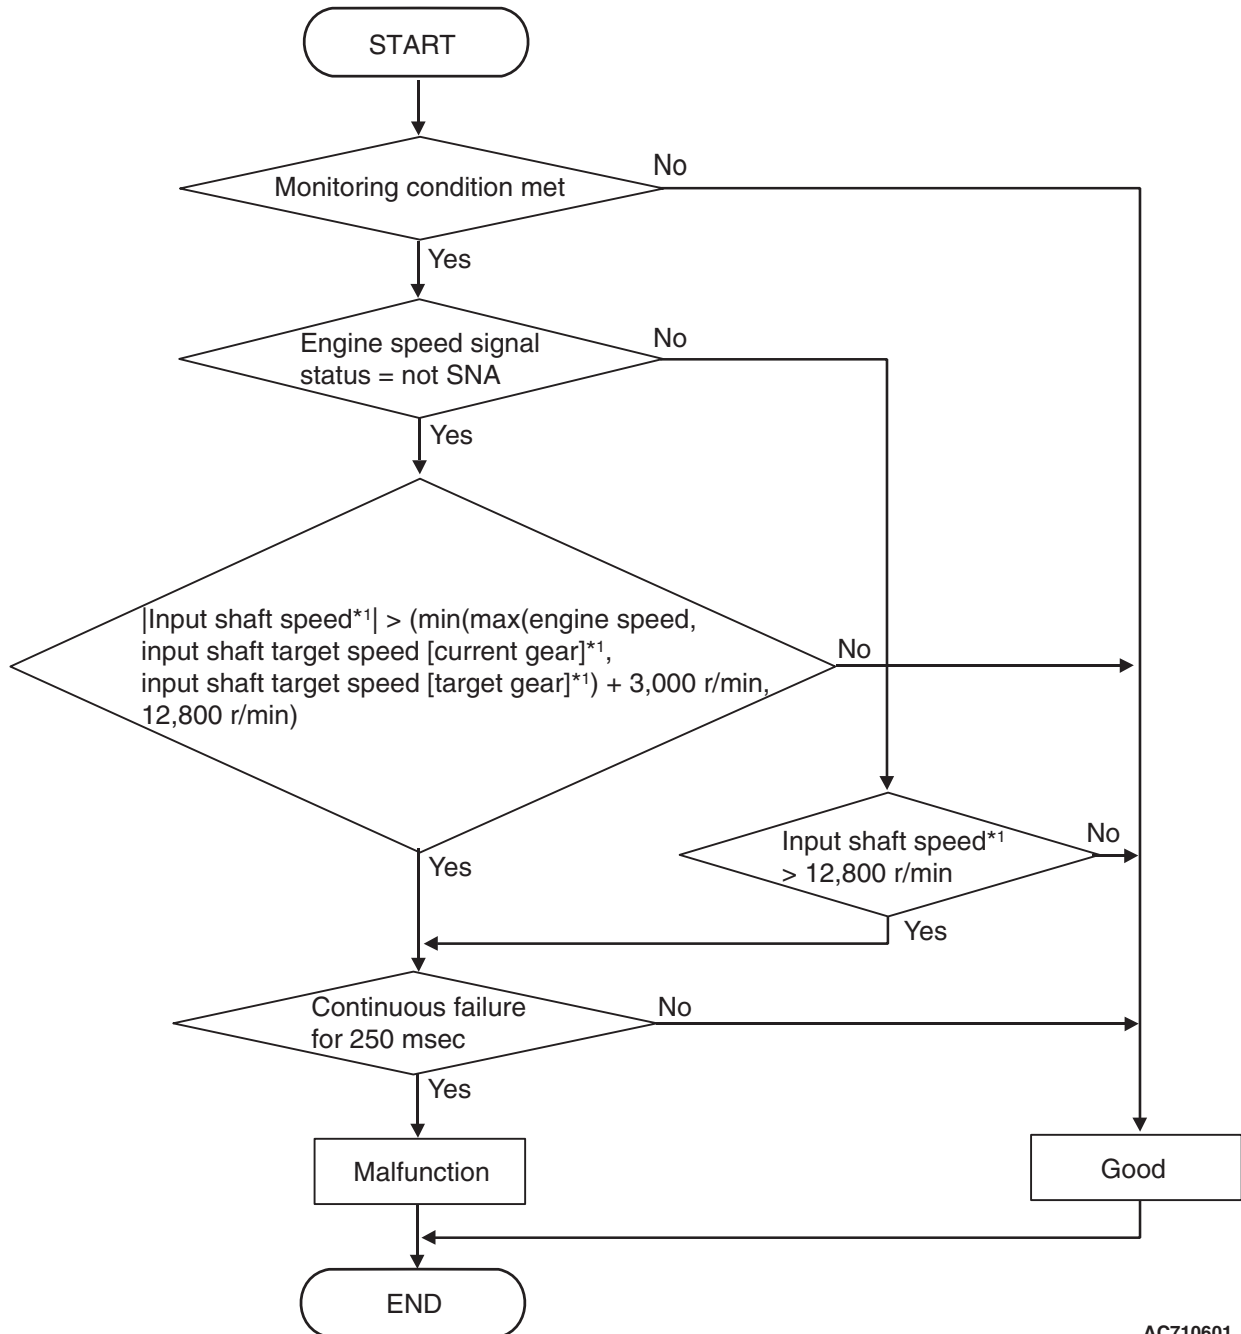 START
Monitoring condition met
No
Yes
Engine speed signal
status = not SNA
No
Yes
|Input shaft speed*1| > (min(max(engine speed,
input shaft target speed [current gear]*1,
input shaft target speed [target gear]*1) + 3,000 r/min,
12,800 r/min)
No
Yes
Input shaft speed*1
> 12,800 r/min
No
Yes
Continuous failure
for 250 msec
No
Yes
Malfunction
Good
END
AC710601